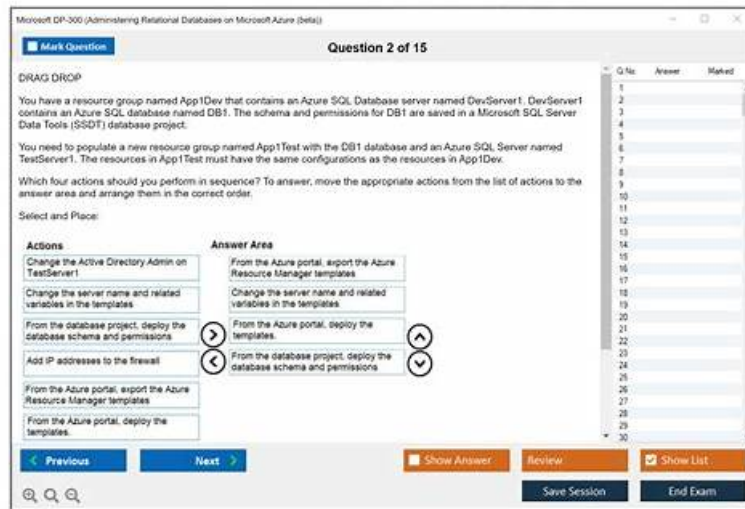 Microsoft DP-300 (Administering Relational Databases on Microsoft Azure (beta))
Mark Question
Question 2 of 15
DRAG DROP
You have a resource group named App1Dev that contains an Azure SQL Database server named DevServer1. DevServer1
contains an Azure SQL database named DB1. The schema and permissions for DB1 are saved in a Microsoft SQL Server
Data Tools (SSDT) database project.
You need to populate a new resource group named App1Test with the DB1 database and an Azure SQL Server named
TestServer1. The resources in App1Test must have the same configurations as the resources in App1Dev.
Which four actions should you perform in sequence? To answer, move the appropriate actions from the list of actions to the
answer area and arrange them in the correct order.
Select and Place:
Actions
Change the Active Directory Admin on
TestServer1
Change the server name and related
variables in the templates
From the database project, deploy the
database schema and permissions
Add IP addresses to the firewall
From the Azure portal, export the Azure
Resource Manager templates
From the Azure portal, deploy the
templates.
Answer Area
From the Azure portal, export the Azure
Resource Manager templates
Change the server name and related
variables in the templates
From the Azure portal, deploy the
templates.
From the database project, deploy the
database schema and permissions
Q No Answer Marked
1
2
3
4
5
6
7
8
9
10
11
12
13
14
15
16
17
18
19
20
21
22
23
24
25
26
27
28
29
30
Previous
Next
Show Answer
Review
Show List
Save Session
End Exam